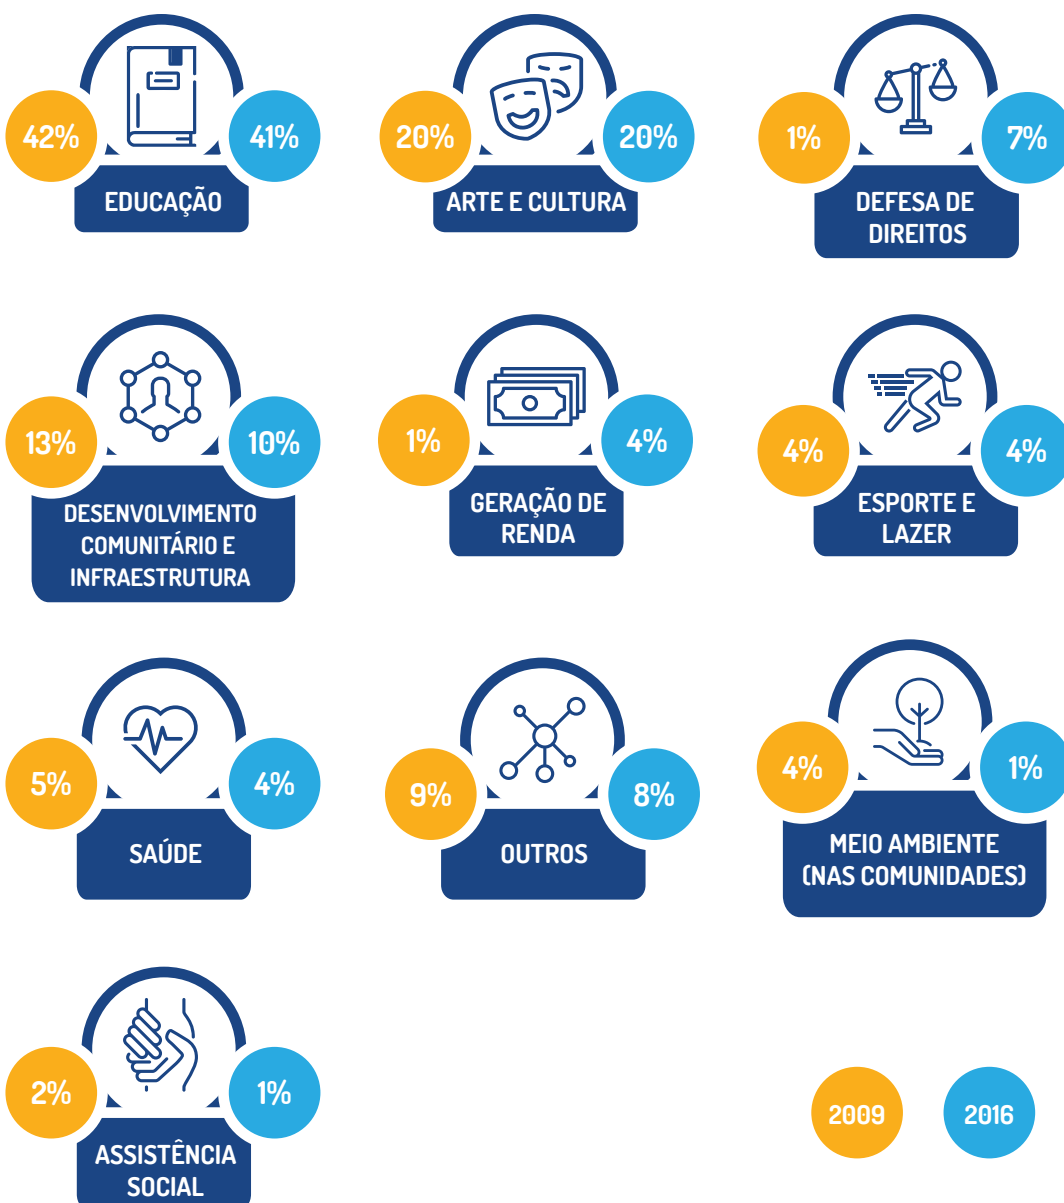 42%
41%
EDUCAÇÃO
20%
20%
ARTE E CULTURA
1%
7%
DEFESA DE
DIREITOS
13%
10%
DESENVOLVIMENTO
COMUNITÁRIO E
INFRAESTRUTURA
1%
4%
GERAÇÃO DE
RENDA
4%
4%
ESPORTE E
LAZER
5%
4%
SAÚDE
9%
8%
OUTROS
4%
1%
MEIO AMBIENTE
(NAS COMUNIDADES)
2%
1%
ASSISTÊNCIA
SOCIAL
2009
2016